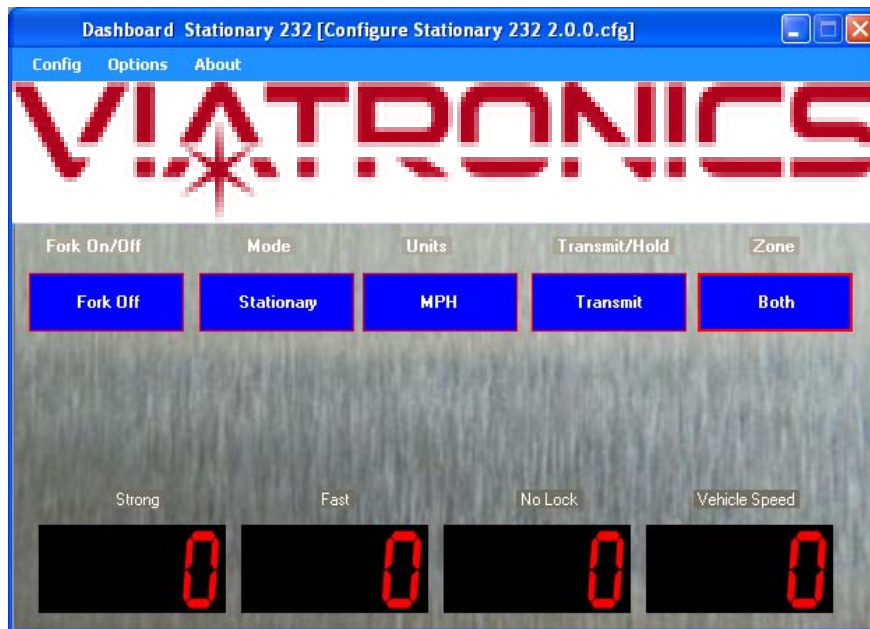 Dashboard Stationary 232 [Configure Stationary 232 2.0.0.cfg]
Config Options About
VIATRONICS
Fork On/Off Mode Units Transmit/Hold Zone
Fork Off Stationary MPH Transmit Both
Strong Fast No Lock Vehicle Speed
0 0 0 0